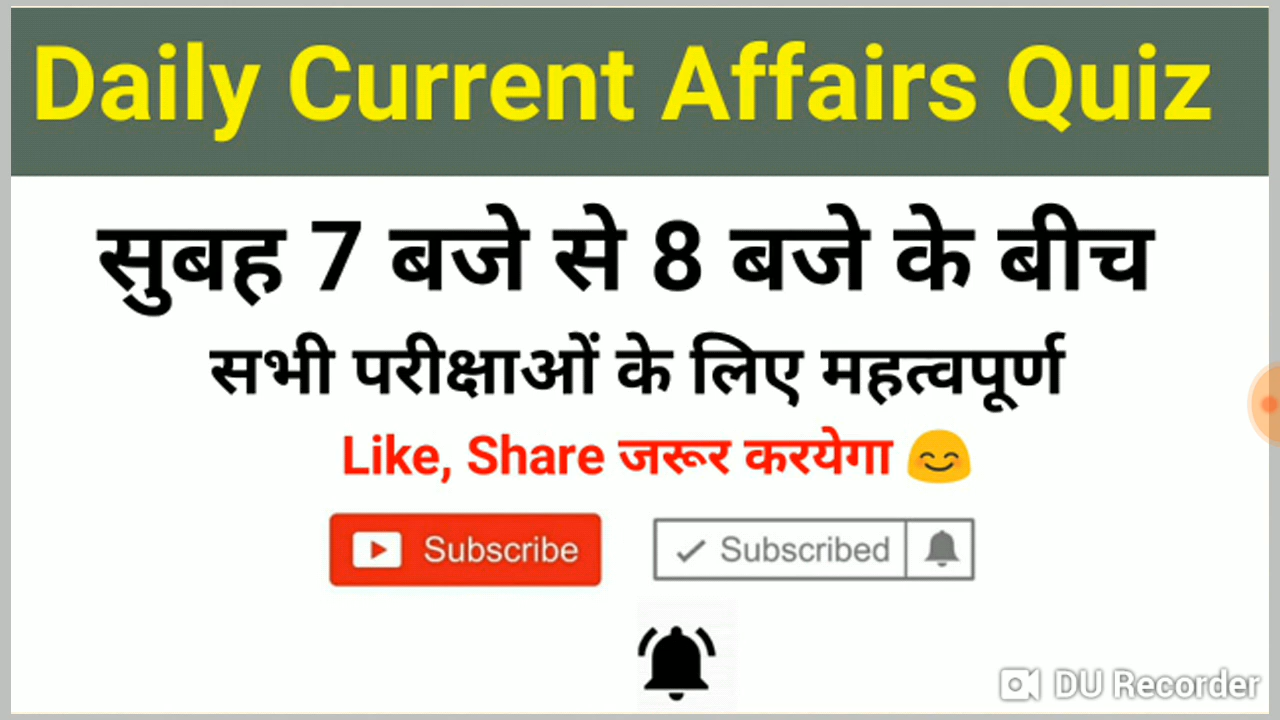 Daily Current Affairs Quiz
सुबह 7 बजे से 8 बजे के बीच
सभी परीक्षाओं के लिए महत्वपूर्ण
Like, Share जरूर करयेगा 😊
Subscribe
Subscribed
DU Recorder